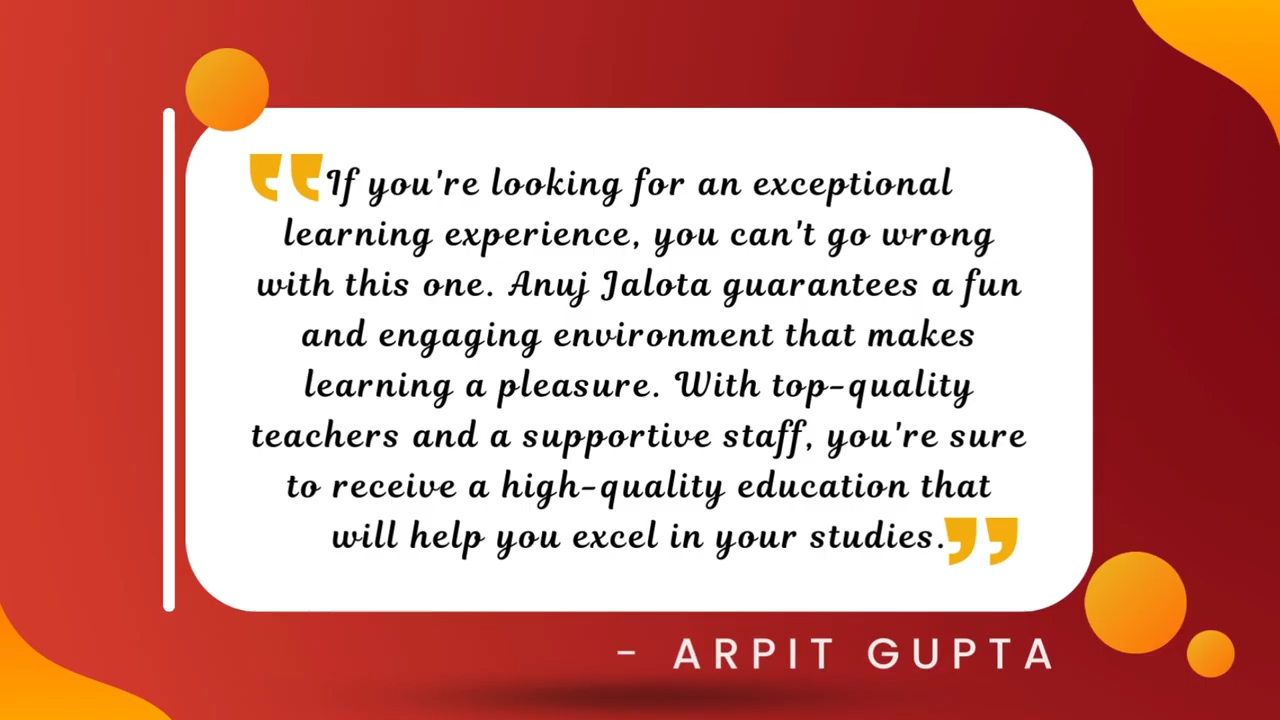 If you're looking for an exceptional
learning experience, you can't go wrong
with this one. Anuj Jalota guarantees a fun
and engaging environment that makes
learning a pleasure. With top-quality
teachers and a supportive staff, you're sure
to receive a high-quality education that
will help you excel in your studies.
- ARPIT GUPTA